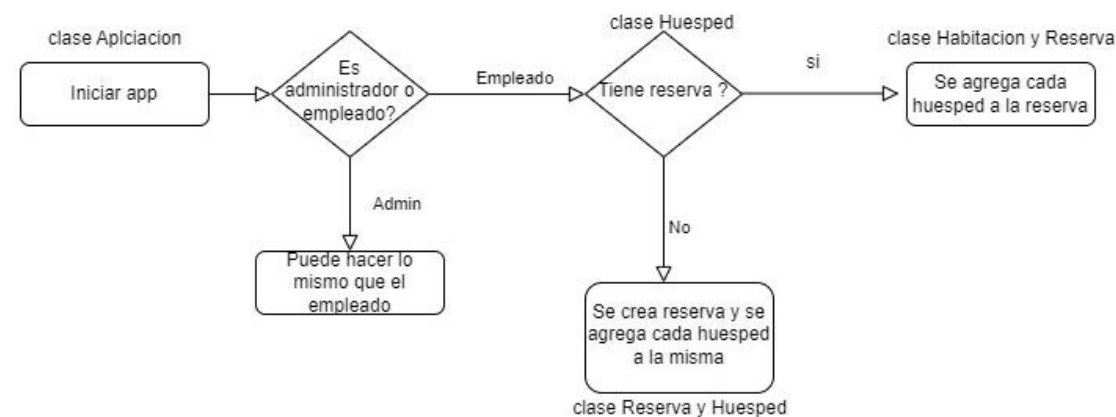 clase Huesped
clase Aplciacion
clase Habitacion y Reserva
Iniciar app
Es
administrador o
empleado?
Empleado
Tiene reserva ?
si
Se agrega cada
huesped a la reserva
Admin
No
Puede hacer lo
mismo que el
empleado
Se crea reserva y se
agrega cada huesped
a la misma
clase Reserva y Huesped